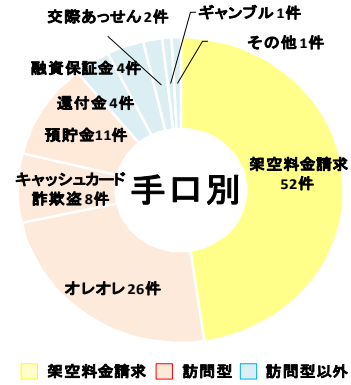 交際あっせん2件
ギャンブル1件
その他1件
融資保証金4件
還付金4件
預貯金11件
キャッシュカード
詐欺盗8件
架空料金請求
52件
手口別
オレオレ26件
架空料金請求 訪問型 訪問型以外